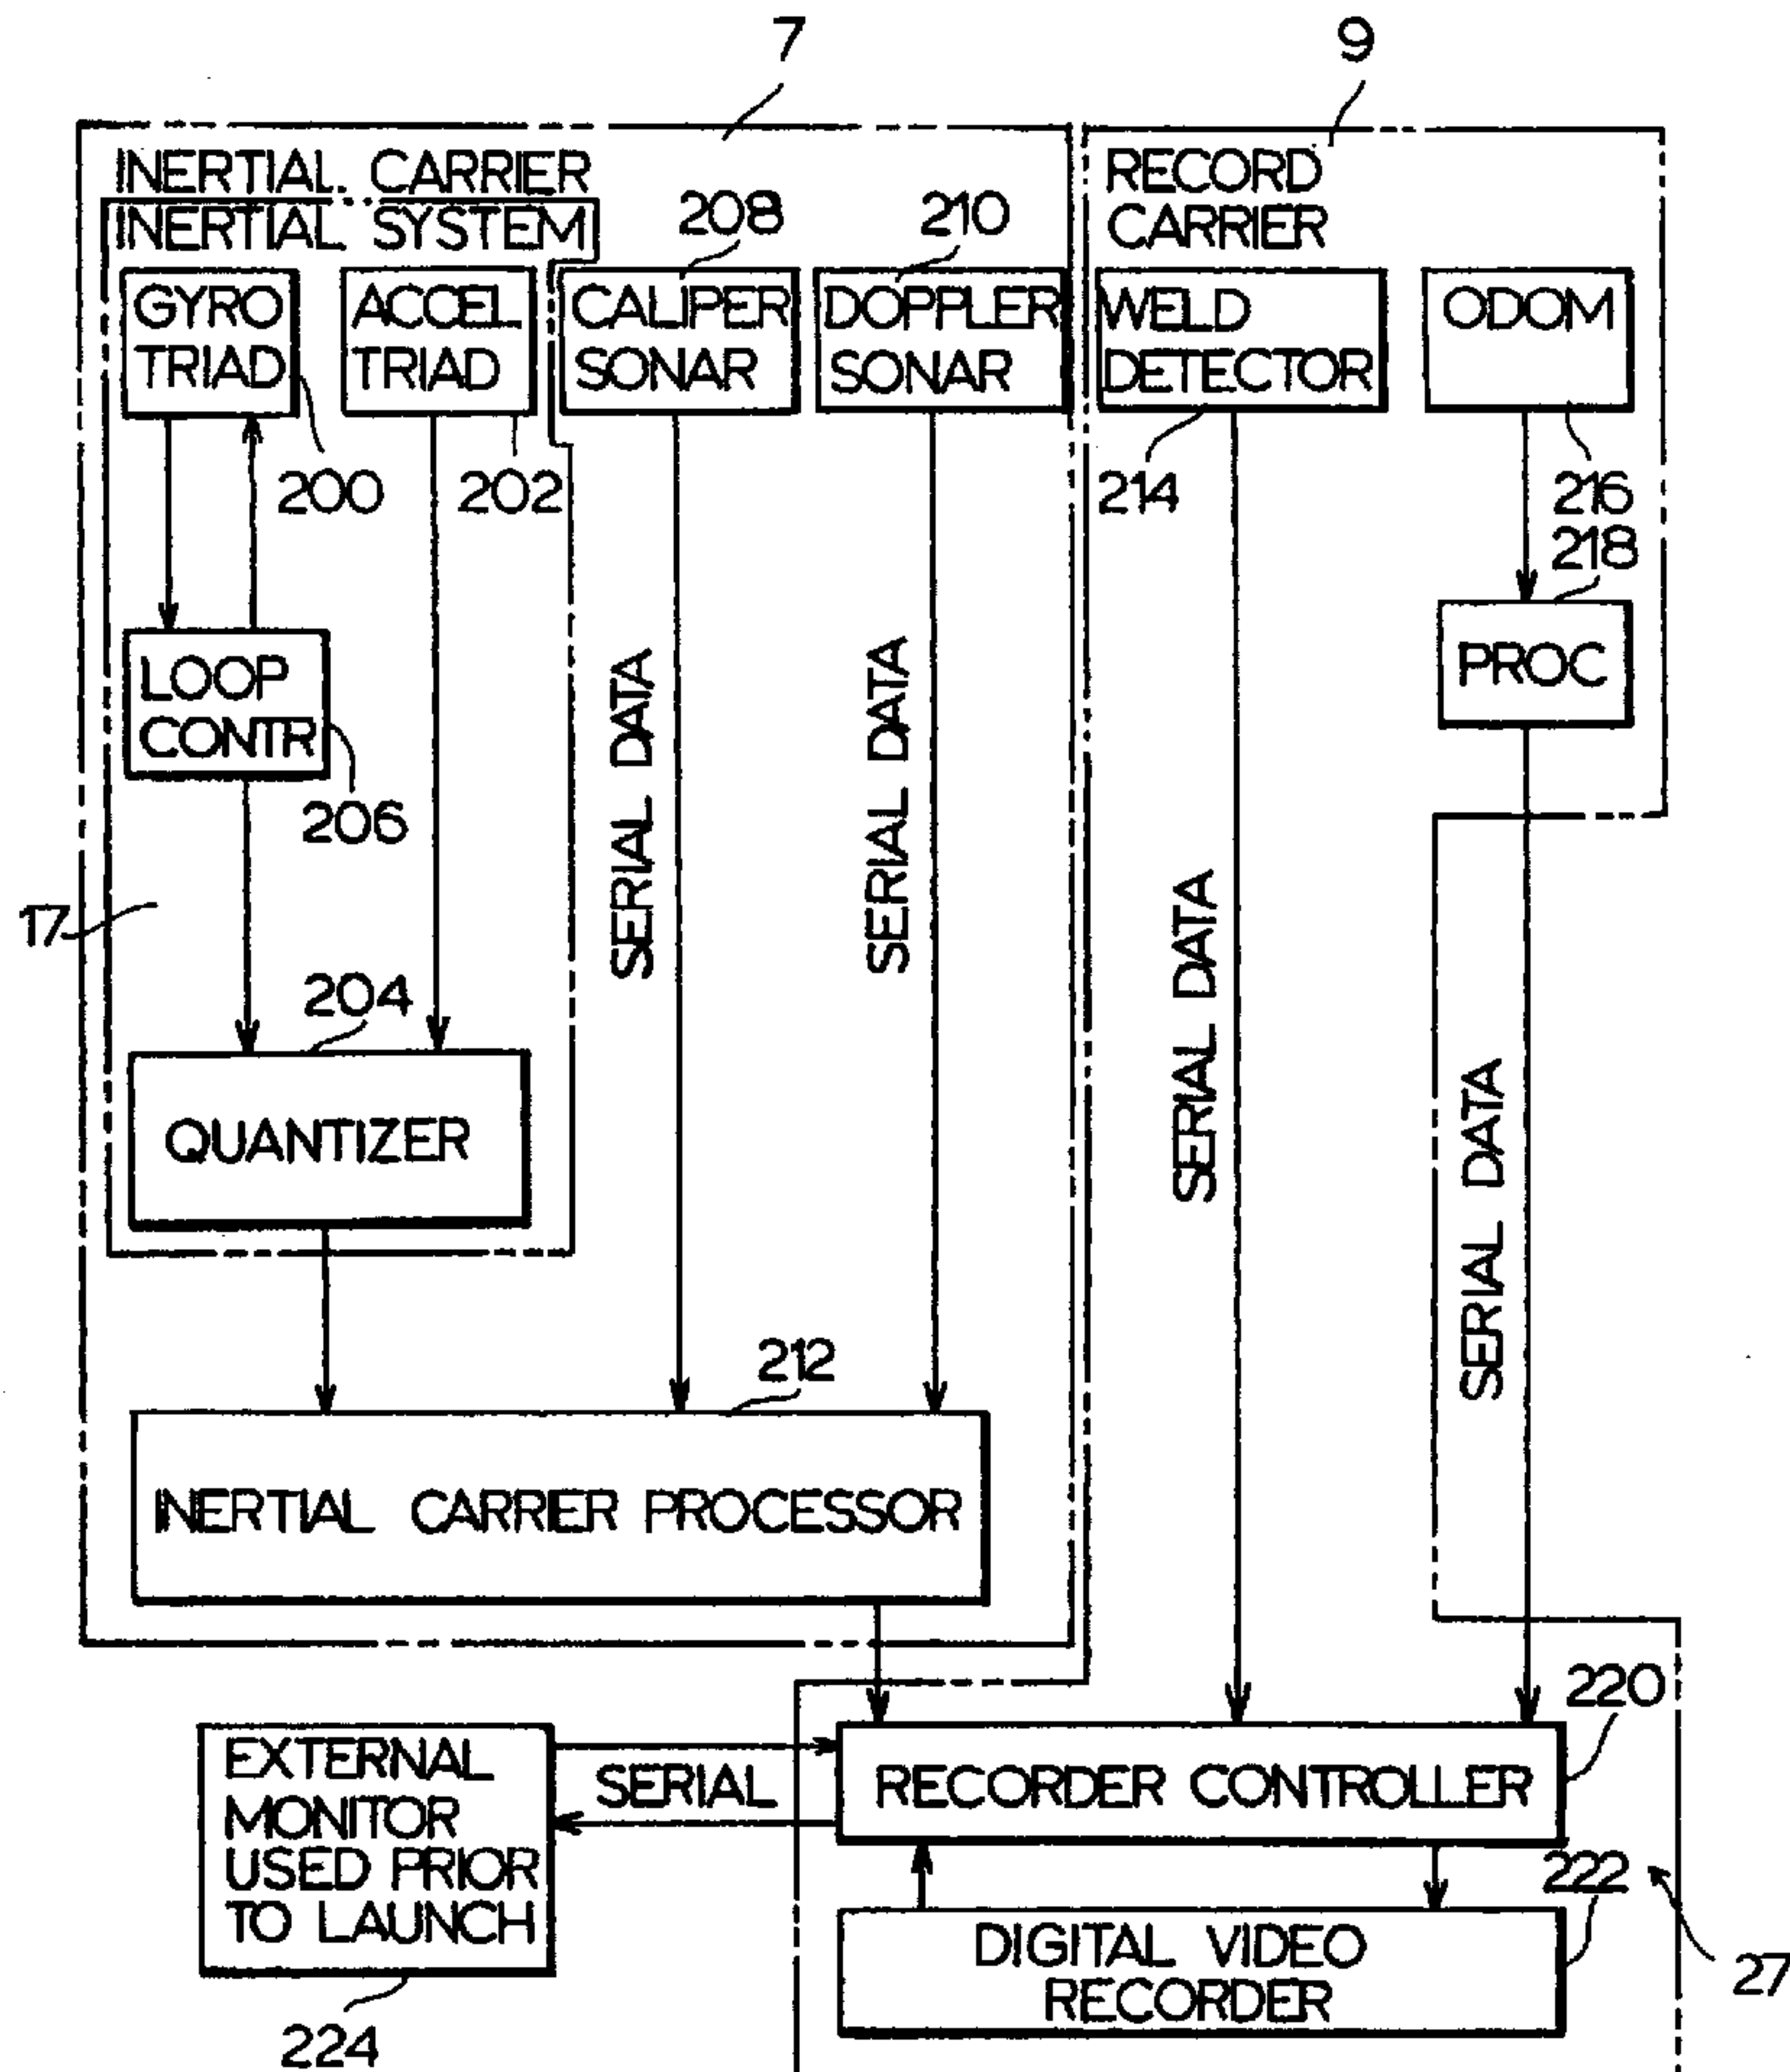 7
9
INERTIAL CARRIER
INERTIAL SYSTEM
208
210
RECORD
CARRIER
GYRO
TRIAD
ACCEL
TRIAD
CALIPER
SONAR
DOPPLER
SONAR
WELD
DETECTOR
ODOM
200
202
214
216
218
LOOP
CONTR
PROC
206
SERIAL DATA
SERIAL DATA
SERIAL DATA
SERIAL DATA
17
204
QUANTIZER
212
INERTIAL CARRIER PROCESSOR
220
EXTERNAL
MONITOR
USED PRIOR
TO LAUNCH
SERIAL
RECORDER CONTROLLER
222
DIGITAL VIDEO
RECORDER
27
224